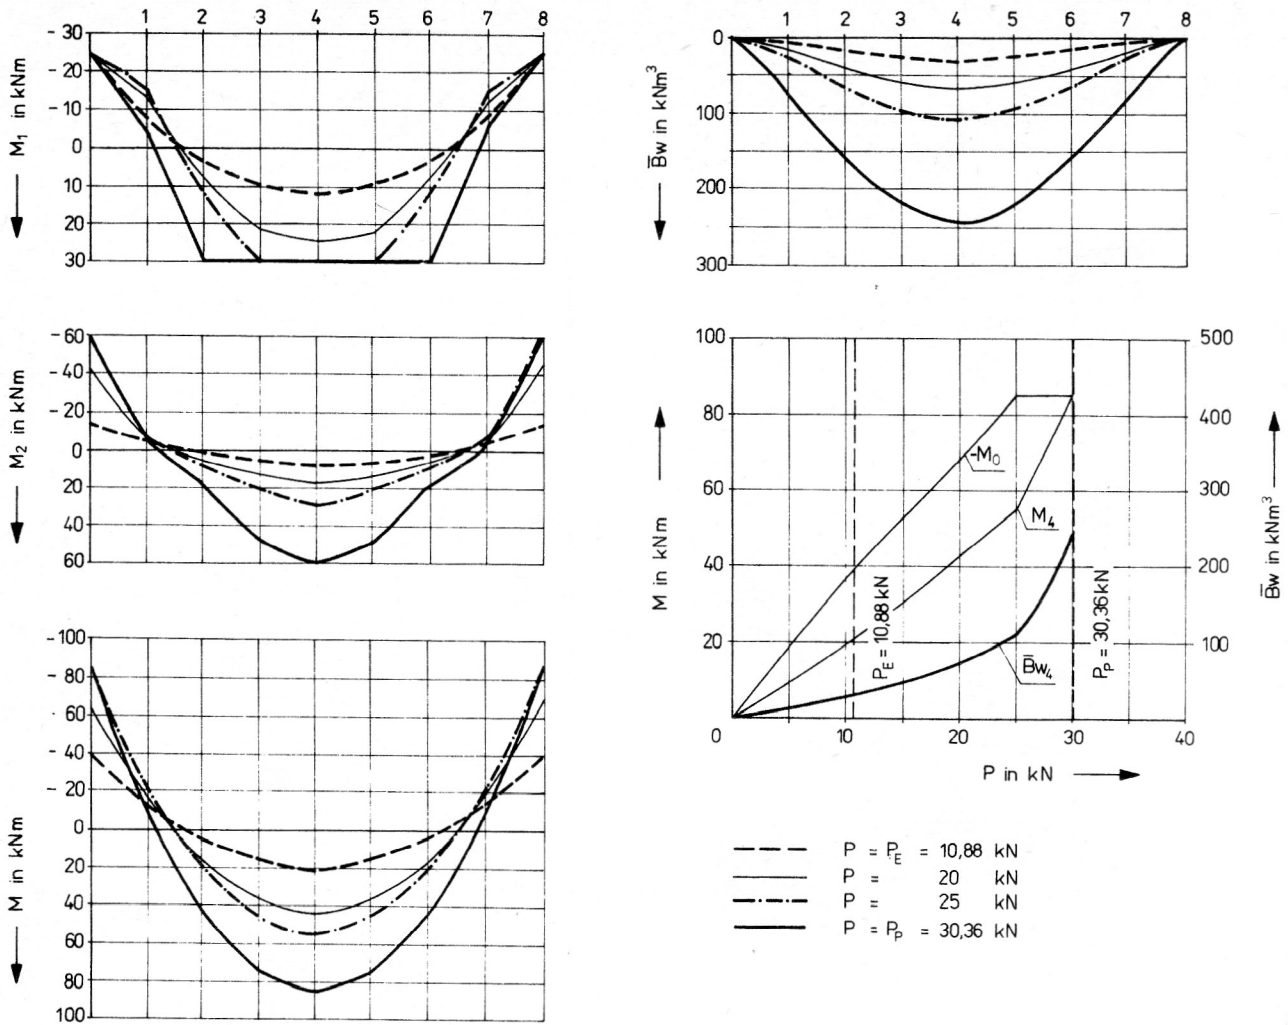 1 2 3 4 5 6 7 8
- 30
- 20
- 10
0
10
20
30
M1 in kNm
- 60
- 40
- 20
0
20
40
60
M2 in kNm
- 100
- 80
- 60
- 40
- 20
0
20
40
60
80
100
M in kNm
1 2 3 4 5 6 7 8
0
100
200
300
B̄w in kNm³
100
80
60
40
20
M in kNm
500
400
300
200
100
B̄w in kNm³
-M0
M4
B̄w4
PE = 10,88 kN
PP = 30,36 kN
0 10 20 30 40
P in kN
P = PE = 10,88 kN
P = 20 kN
P = 25 kN
P = PP = 30,36 kN